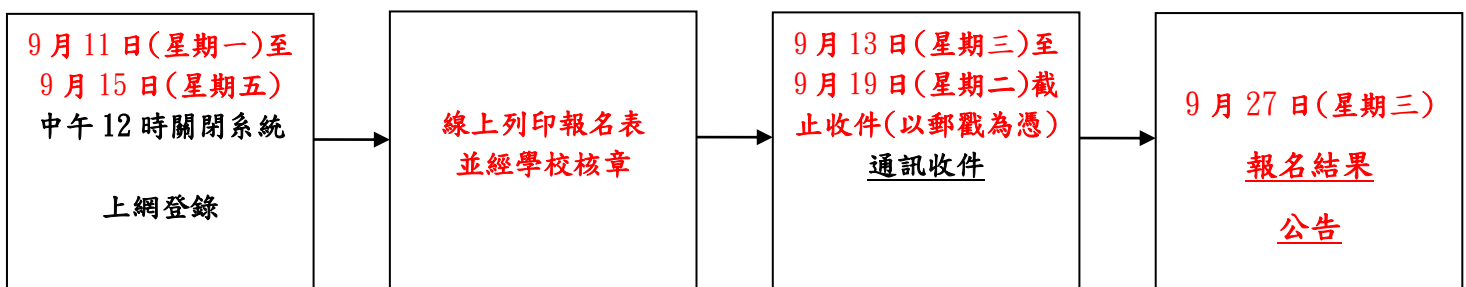 9月11日(星期一)至
9月15日(星期五)
中午12時關閉系統
上網登錄
線上列印報名表
並經學校核章
9月13日(星期三)至
9月19日(星期二)截
止收件(以郵戳為憑)
通訊收件
9月27日(星期三)
報名結果
公告